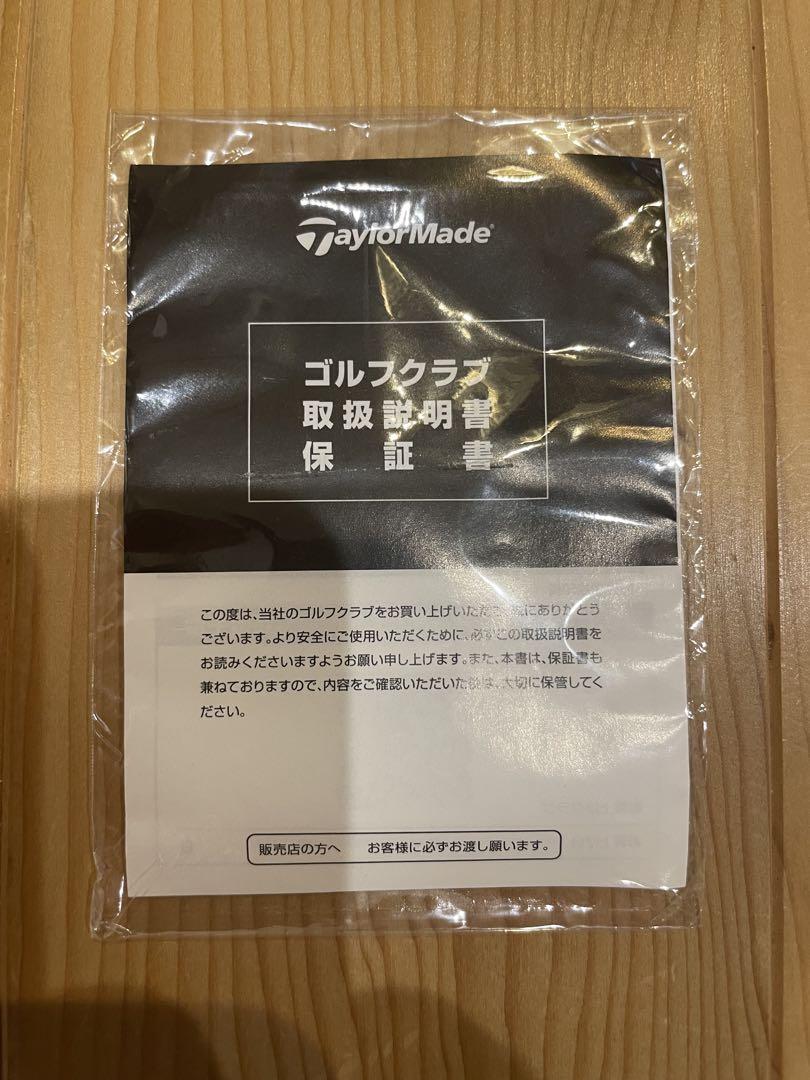 TaylorMade
ゴルフクラブ
取扱説明書
保証書
この度は、当社のゴルフクラブをお買い上げいただき、誠にありがとう
ございます。より安全にご使用いただくために、必ずこの取扱説明書を
お読みくださいますようお願い申し上げます。また、本書は、保証書も
兼ねておりますので、内容をご確認いただいた後は、大切に保管してく
ださい。
販売店の方へ　お客様に必ずお渡し願います。